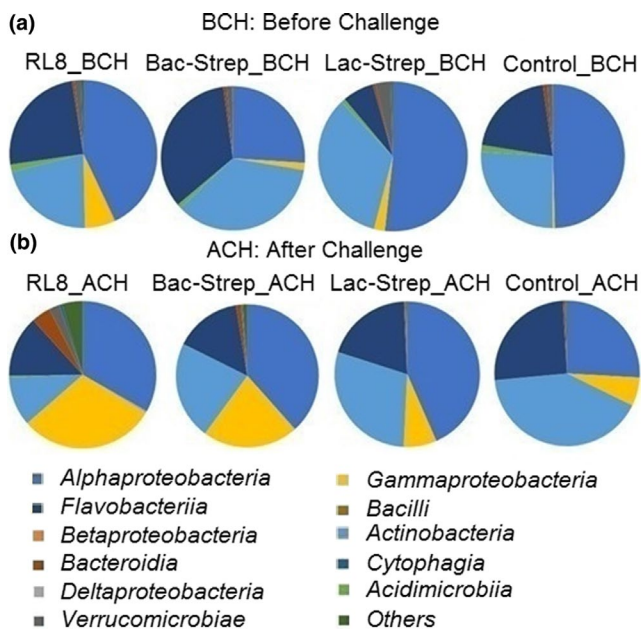 (a)
BCH: Before Challenge
RL8_BCH Bac-Strep_BCH Lac-Strep_BCH Control_BCH
(b)
ACH: After Challenge
RL8_ACH Bac-Strep_ACH Lac-Strep_ACH Control_ACH
Alphaproteobacteria Gammaproteobacteria
Flavobacteriia Bacilli
Betaproteobacteria Actinobacteria
Bacteroidia Cytophagia
Deltaproteobacteria Acidimicrobiia
Verrucomicrobiae Others